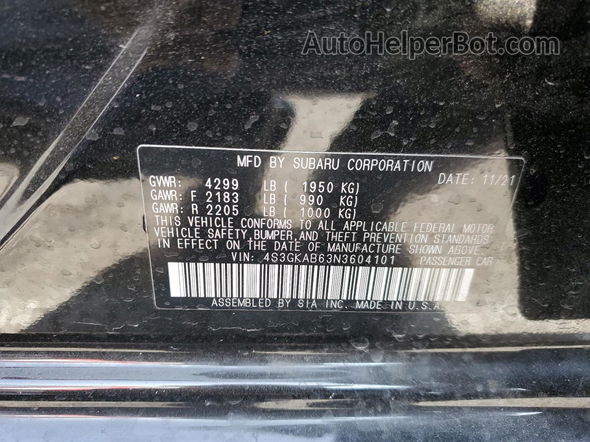 AutoHelperBot.com
MFD BY SUBARU CORPORATION
DATE: 11/21
GVWR: 4299 LB ( 1950 KG)
GAWR: F 2183 LB ( 990 KG)
GAWR: R 2205 LB ( 1000 KG)
THIS VEHICLE CONFORMS TO ALL APPLICABLE FEDERAL MOTOR
VEHICLE SAFETY,BUMPER,AND THEFT PREVENTION STANDARDS
IN EFFECT ON THE DATE OF MANUFACTURE SHOWN ABOVE.
VIN: 4S3GKAB63N3604101 PASSENGER CAR
ASSEMBLED BY SIA INC. MADE IN U.S.A